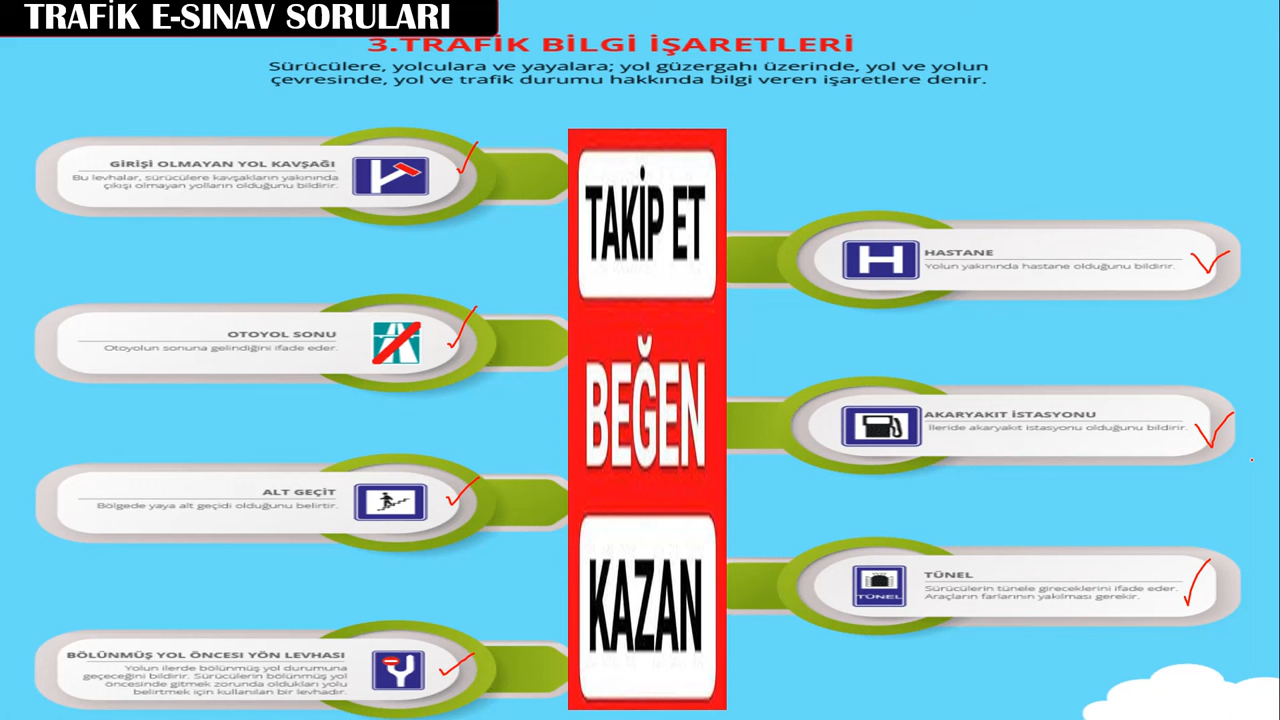 TRAFİK E-SINAV SORULARI
3.TRAFİK BİLGİ İŞARETLERİ
Sürücülere, yolculara ve yayalara; yol güzergahı üzerinde, yol ve yolun
çevresinde, yol ve trafik durumu hakkında bilgi veren işaretlere denir.
GİRİŞİ OLMAYAN YOL KAVŞAĞI
Bu levhalar, sürücülere kavşakların yakınında
çıkışı olmayan yolların olduğunu bildirir.
OTOYOL SONU
Otoyolun sonuna gelindiğini ifade eder.
ALT GEÇİT
Bölgede yaya alt geçidi olduğunu belirtir.
BÖLÜNMÜŞ YOL ÖNCESI YÖN LEVHASI
Yolun ilerde bölünmüş yol durumuna
geçeceğini bildirir. Sürücülerin bölünmüş yol
öncesinde gitmek zorunda oldukları yolu
belirtmek için kullanılan bir levhadır.
TAKİP ET
BEĞEN
KAZAN
H
HASTANE
Yolun yakınında hastane olduğunu bildirir.
AKARYAKIT İSTASYONU
İleride akaryakıt istasyonu olduğunu bildirir.
TÜNEL
TÜNEL
Sürücülerin tünele gireceklerini ifade eder.
Araçların farlarının yakılması gerekir.